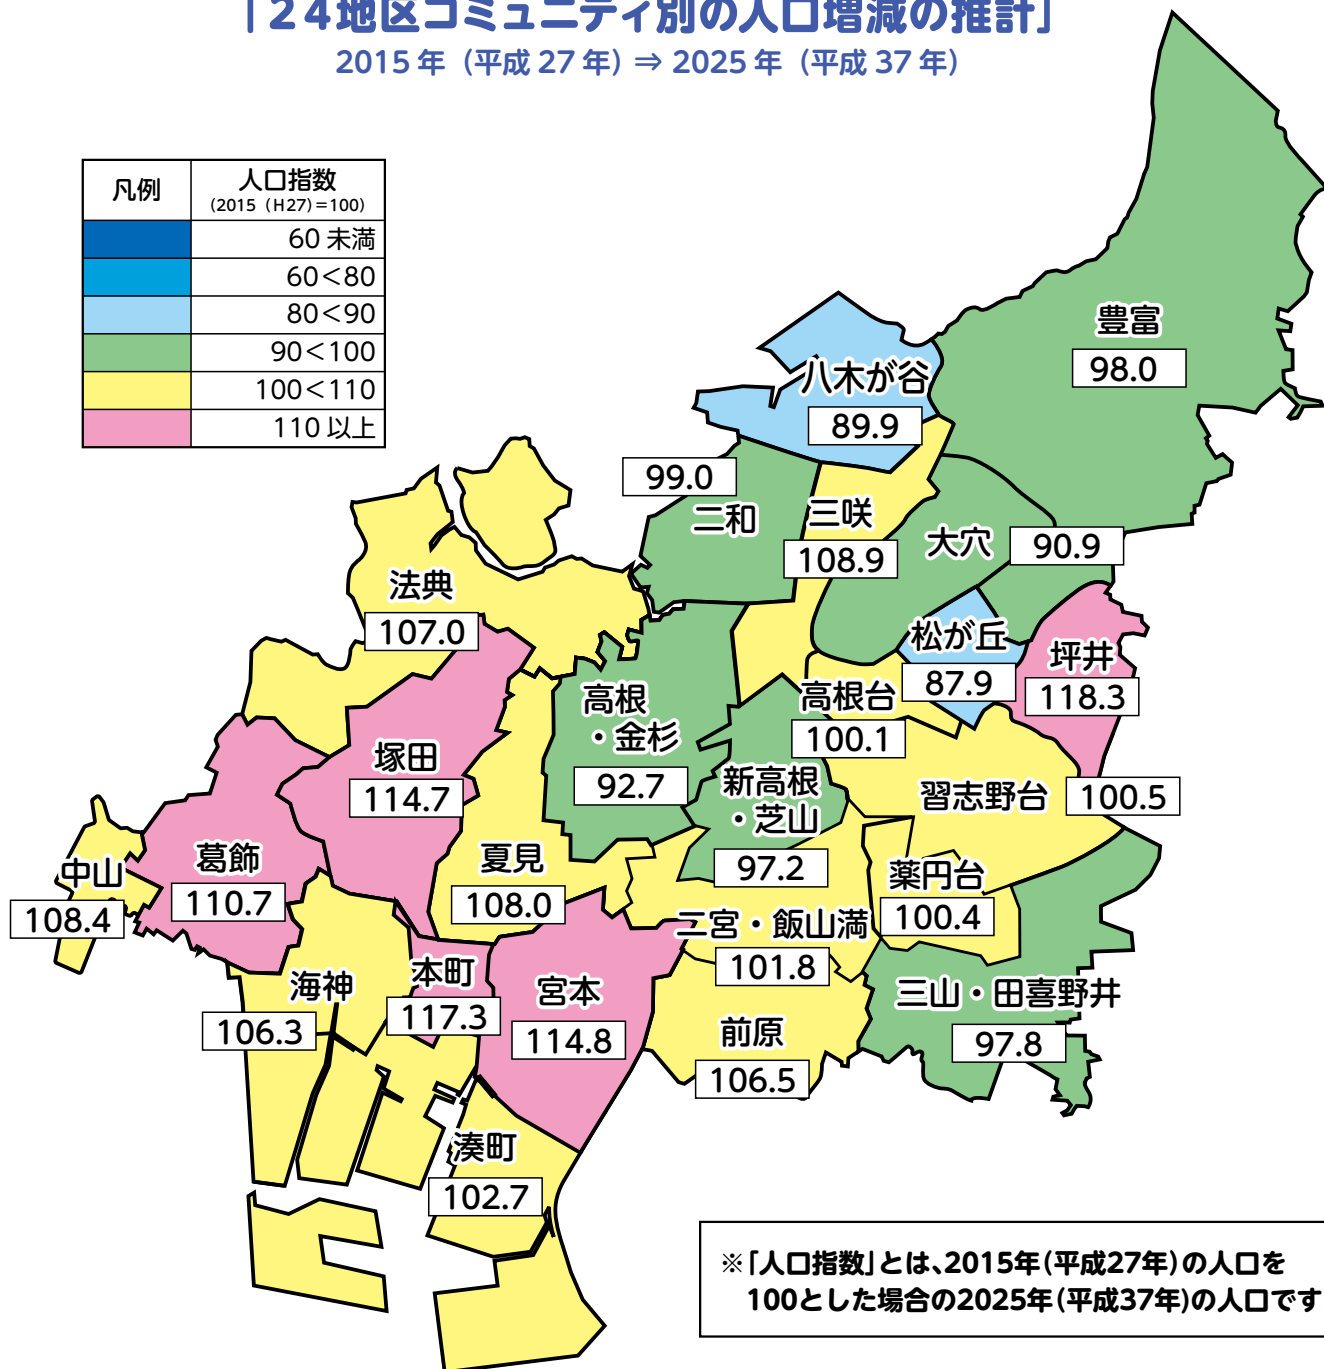 「24地区コミュニティ別の人口増減の推計」
2015年（平成27年）⇒ 2025年（平成37年）
凡例
人口指数
(2015（H27）=100)
60未満
60＜80
80＜90
90＜100
100＜110
110以上
豊富
98.0
八木が谷
89.9
99.0
二和
三咲
108.9
大穴
90.9
法典
107.0
松が丘
87.9
坪井
118.3
高根台
100.1
高根
・金杉
92.7
塚田
114.7
新高根
・芝山
97.2
習志野台
100.5
中山
108.4
葛飾
110.7
夏見
108.0
薬円台
100.4
二宮・飯山満
101.8
海神
106.3
本町
117.3
宮本
114.8
前原
106.5
三山・田喜野井
97.8
湊町
102.7
※「人口指数」とは、2015年（平成27年）の人口を
100とした場合の2025年（平成37年）の人口です